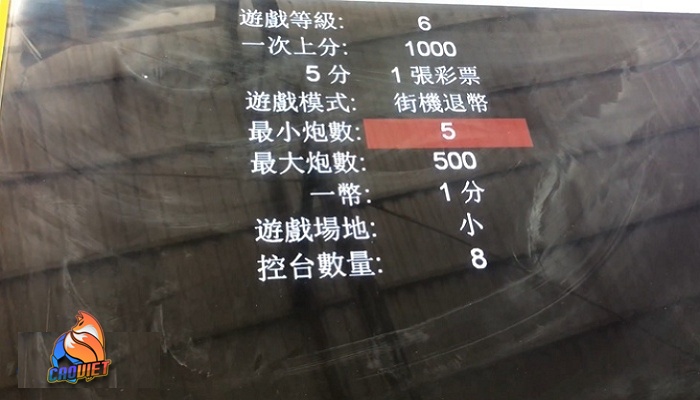 遊戲等級: 6
一次上分: 1000
5 分 1 張彩票
遊戲模式: 街機退幣
最小炮數: 5
最大炮數: 500
一幣: 1 分
遊戲場地: 小
控台數量: 8
CAOVIET